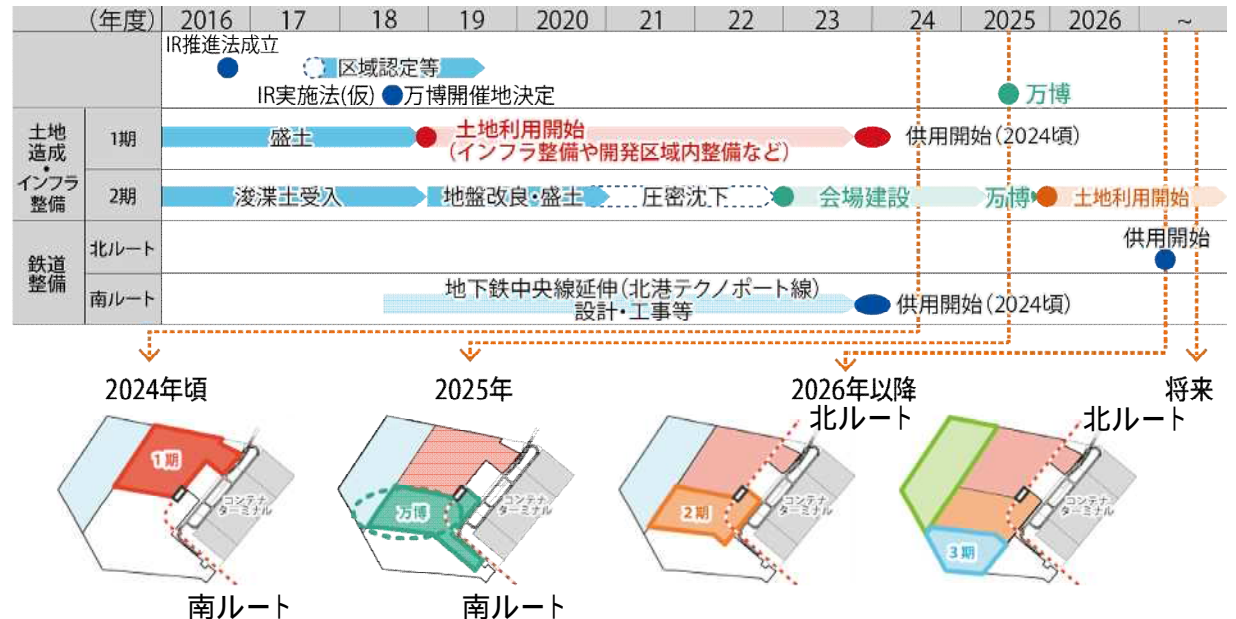 (年度) 2016 17 18 19 2020 21 22 23 24 2025 2026 ~
IR推進法成立
区域認定等
IR実施法(仮) 万博開催地決定
万博
土地
造成
・
インフラ
整備
1期
盛土
土地利用開始
(インフラ整備や開発区域内整備など)
供用開始(2024頃)
2期
浚渫土受入
地盤改良・盛土
圧密沈下
会場建設
万博
土地利用開始
鉄道
整備
北ルート
供用開始
南ルート
地下鉄中央線延伸(北港テクノポート線)
設計・工事等
供用開始(2024頃)
2024年頃
1期
コンテナ
ターミナル
南ルート
2025年
万博
コンテナ
ターミナル
南ルート
2026年以降
北ルート
2期
コンテナ
ターミナル
将来
北ルート
3期
コンテナ
ターミナル